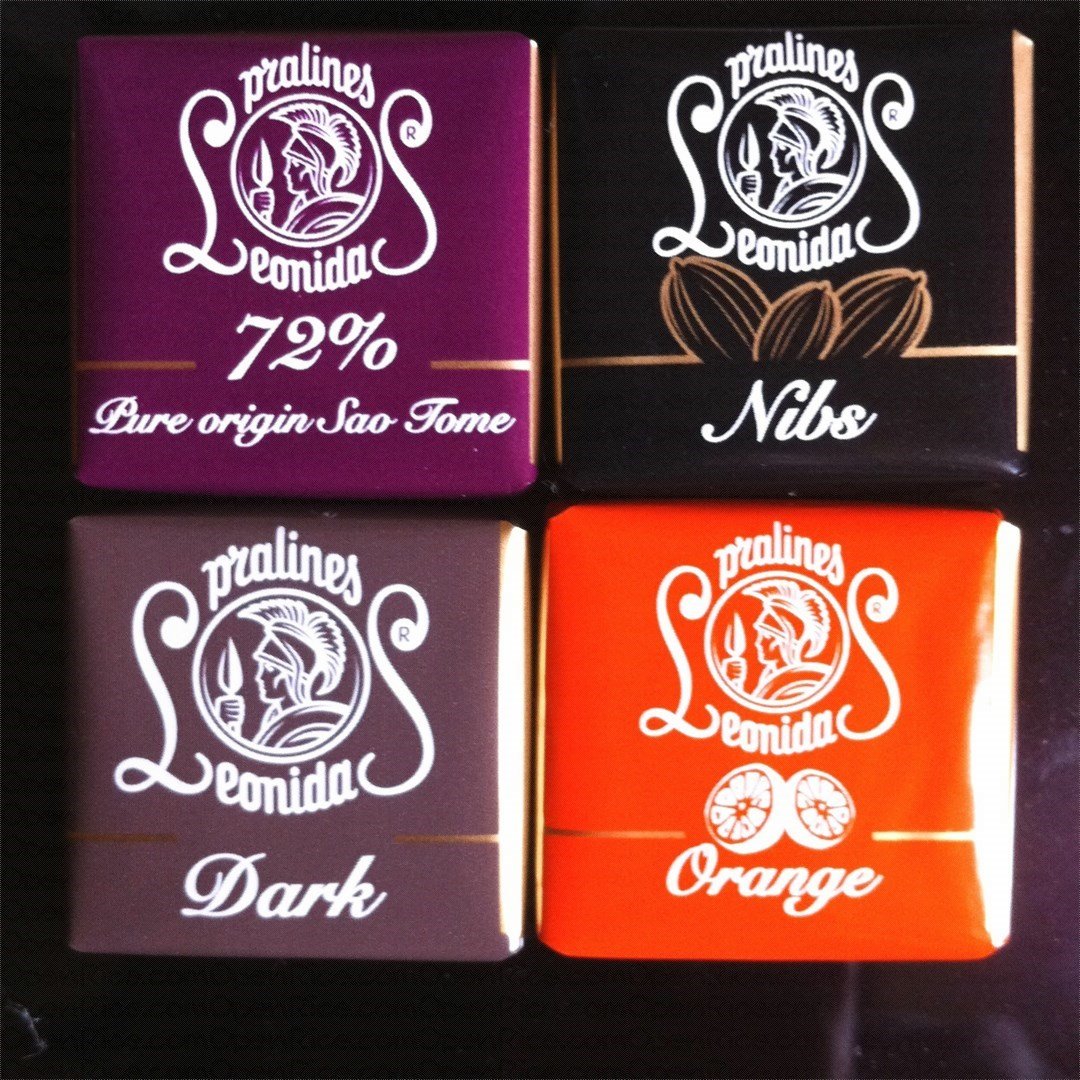 pralines
Leonidas
®
72%
Pure origin Sao Tome
pralines
Leonidas
®
Nibs
pralines
Leonidas
®
Dark
pralines
Leonidas
®
Orange